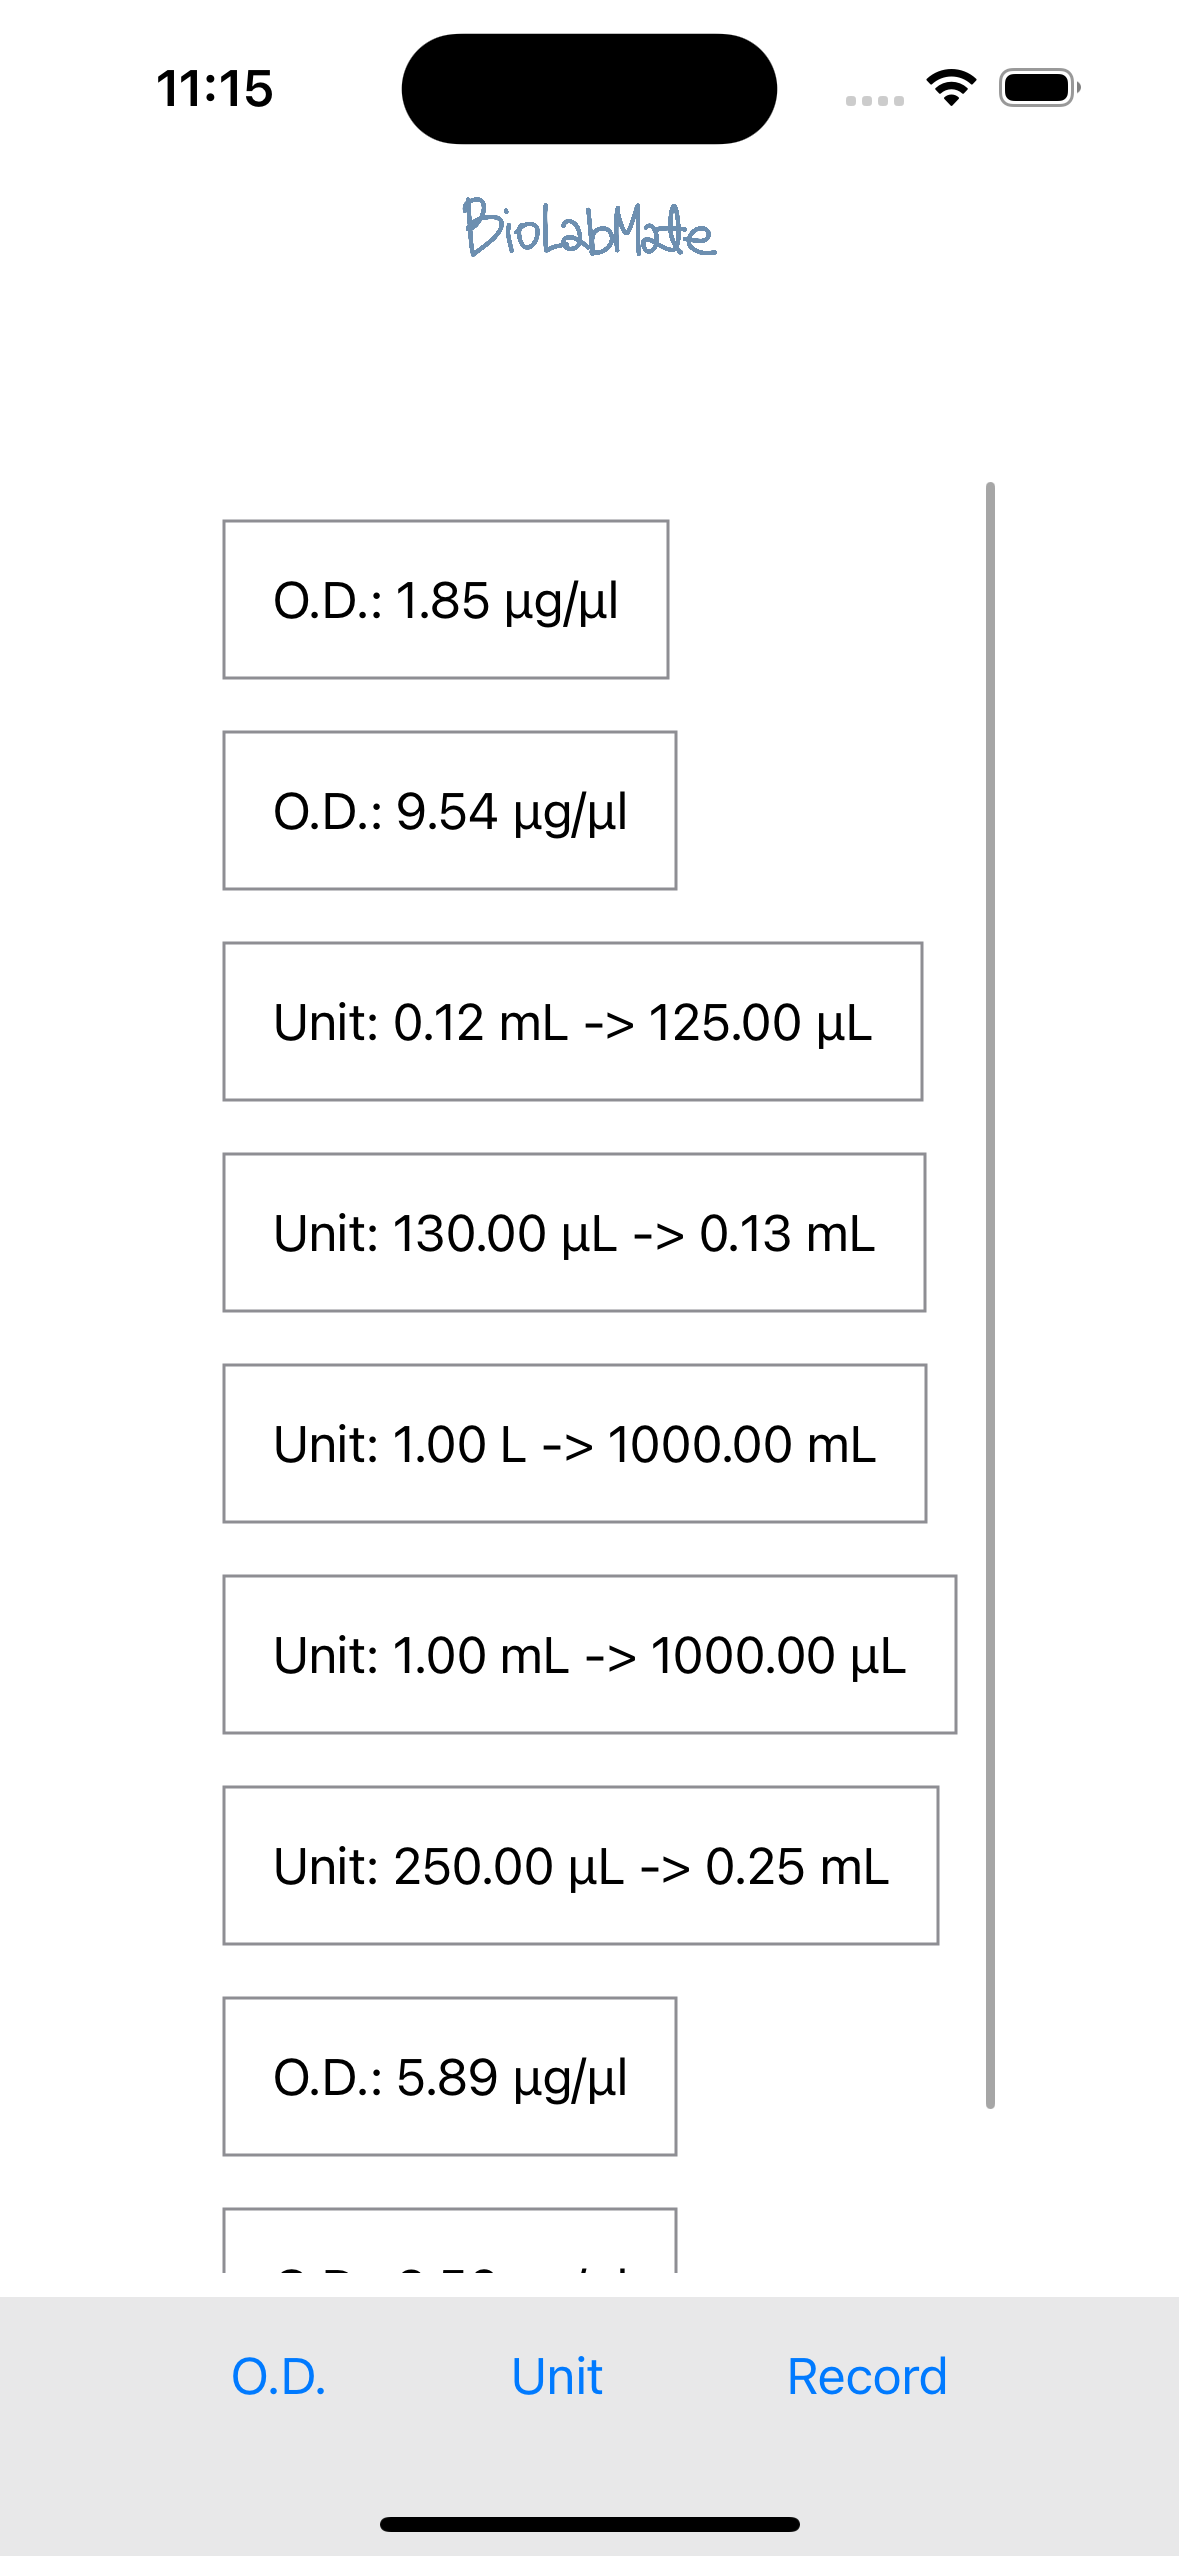 11:15
BioLabMate
O.D.: 1.85 µg/µl
O.D.: 9.54 µg/µl
Unit: 0.12 mL -> 125.00 µL
Unit: 130.00 µL -> 0.13 mL
Unit: 1.00 L -> 1000.00 mL
Unit: 1.00 mL -> 1000.00 µL
Unit: 250.00 µL -> 0.25 mL
O.D.: 5.89 µg/µl
O.D. Unit Record